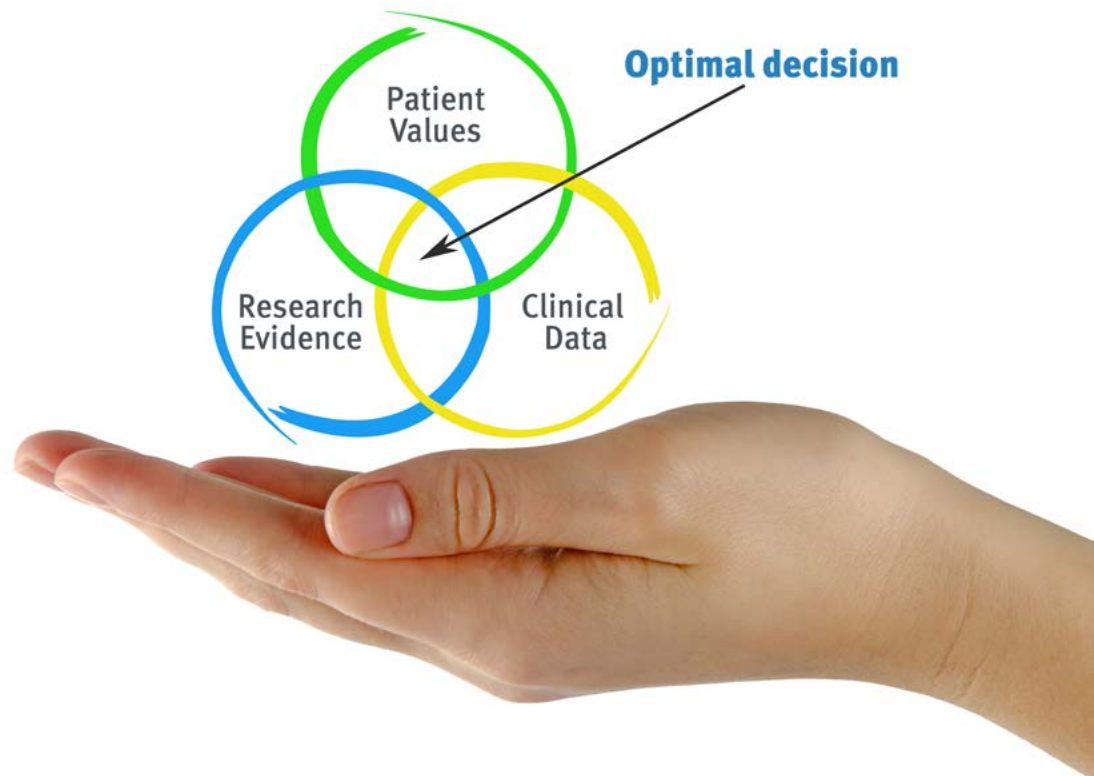 Optimal decision
Patient
Values
Research
Evidence
Clinical
Data